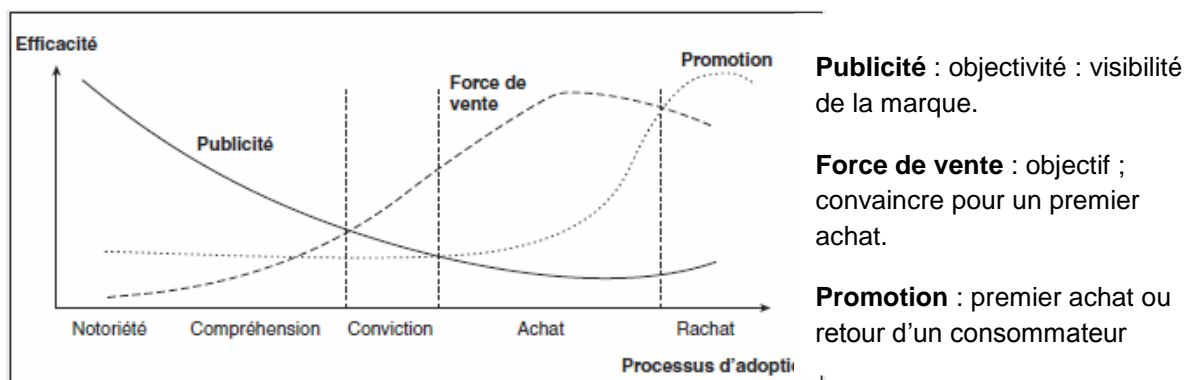 Efficacité
Promotion
Force de
vente
Publicité
Notoriété Compréhension Conviction Achat Rachat
Processus d'adopti
Publicité : objectivité : visibilité
de la marque.
Force de vente : objectif ;
convaincre pour un premier
achat.
Promotion : premier achat ou
retour d'un consommateur